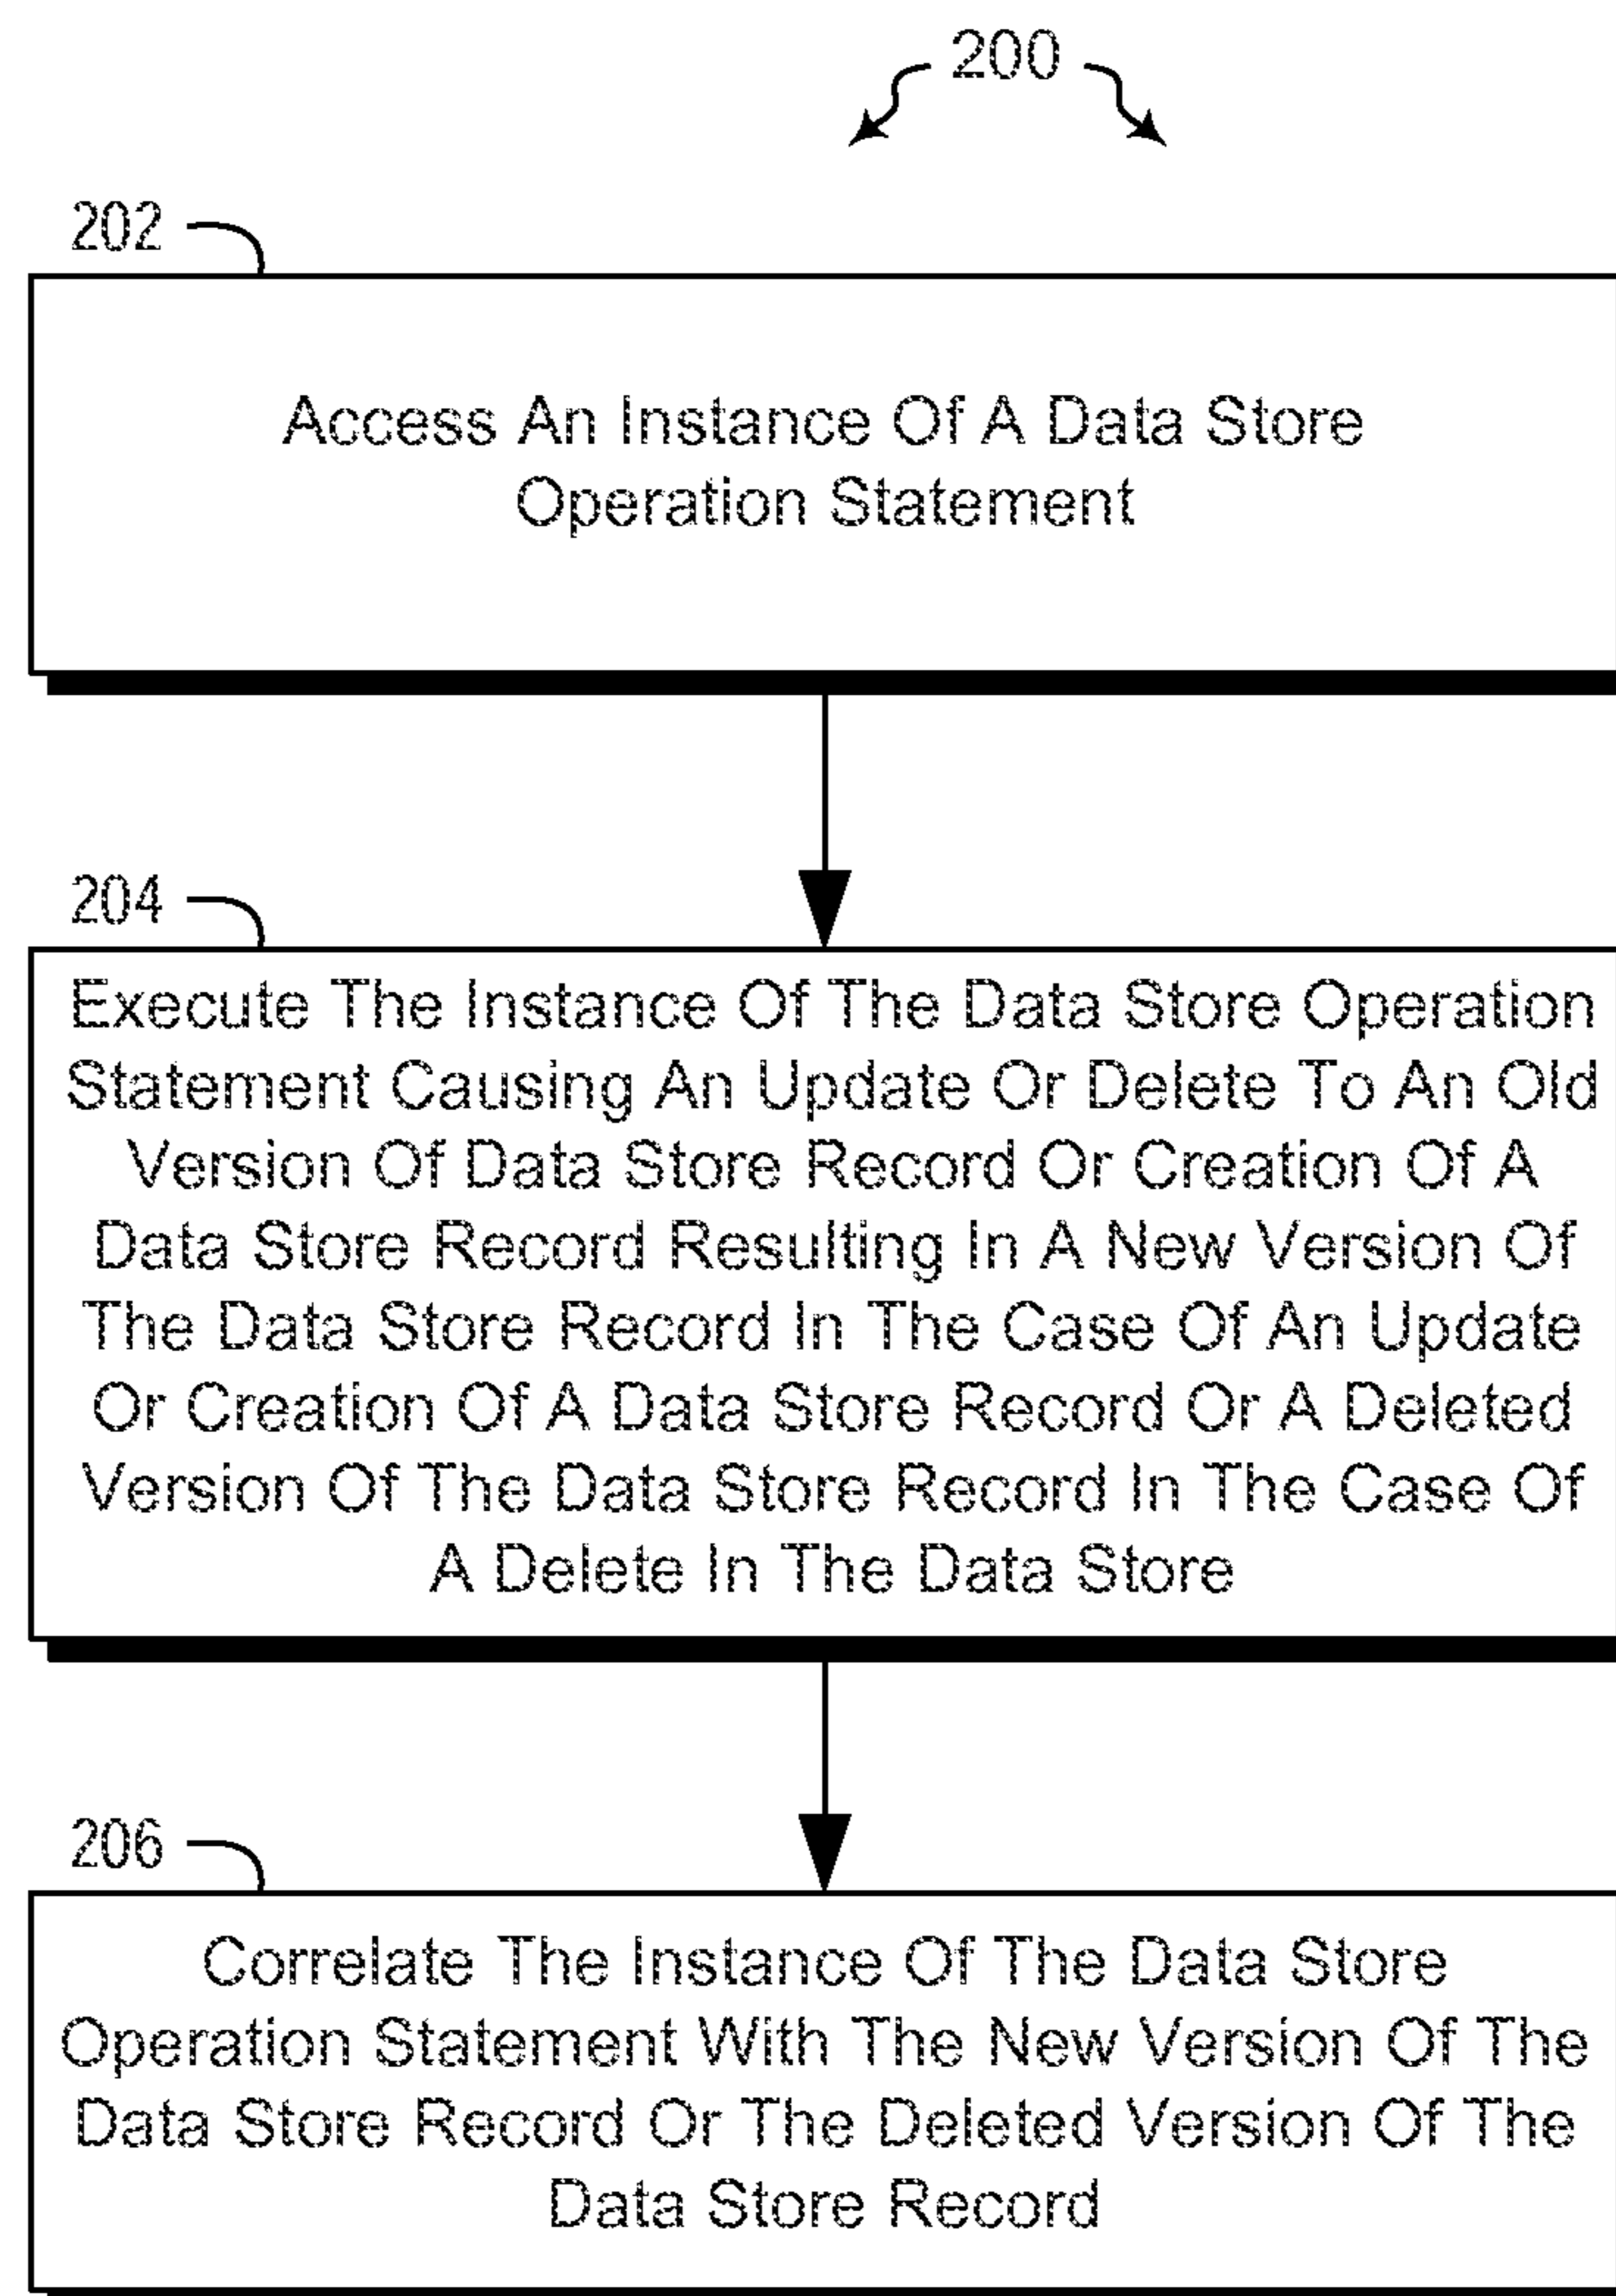 200
202
Access An Instance Of A Data Store
Operation Statement
204
Execute The Instance Of The Data Store Operation
Statement Causing An Update Or Delete To An Old
Version Of Data Store Record Or Creation Of A
Data Store Record Resulting In A New Version Of
The Data Store Record In The Case Of An Update
Or Creation Of A Data Store Record Or A Deleted
Version Of The Data Store Record In The Case Of
A Delete In The Data Store
206
Correlate The Instance Of The Data Store
Operation Statement With The New Version Of The
Data Store Record Or The Deleted Version Of The
Data Store Record